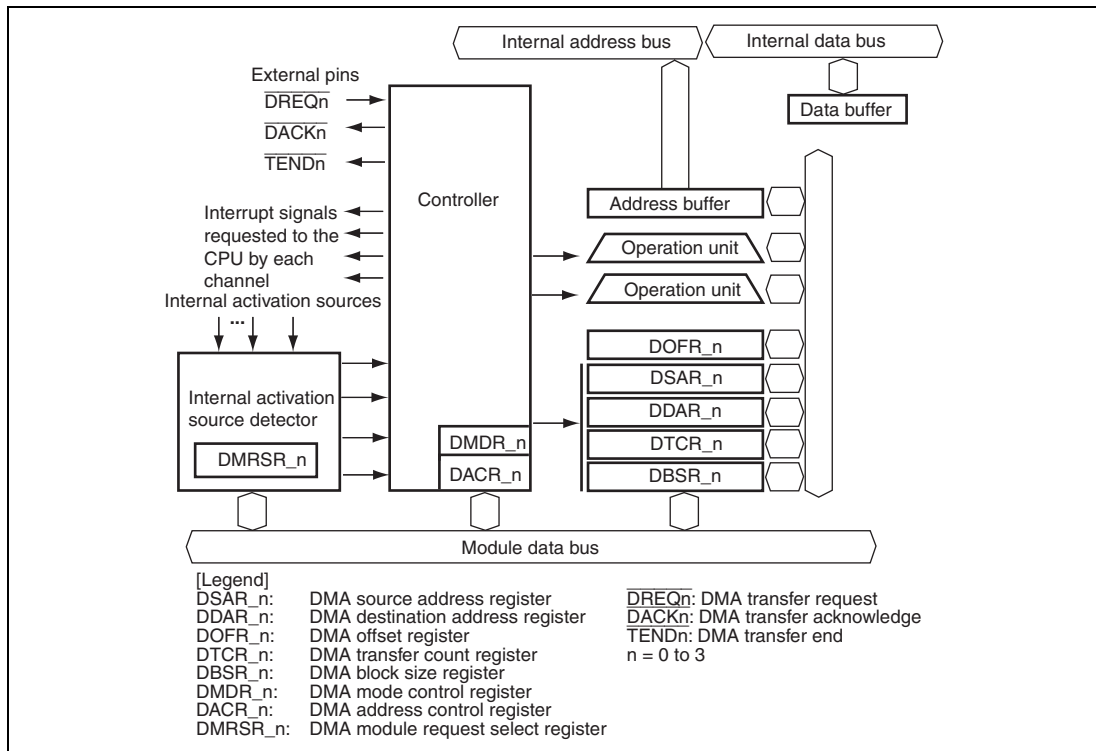 Internal address bus
Internal data bus
Data buffer
External pins
DREQn
DACKn
TENDn
Controller
Address buffer
Interrupt signals
requested to the
CPU by each
channel
Operation unit
Operation unit
Internal activation sources
...
DOFR_n
DSAR_n
DDAR_n
DTCR_n
DBSR_n
Internal activation
source detector
DMRSR_n
DMDR_n
DACR_n
Module data bus
[Legend]
DSAR_n: DMA source address register
DDAR_n: DMA destination address register
DOFR_n: DMA offset register
DTCR_n: DMA transfer count register
DBSR_n: DMA block size register
DMDR_n: DMA mode control register
DACR_n: DMA address control register
DMRSR_n: DMA module request select register
DREQn: DMA transfer request
DACKn: DMA transfer acknowledge
TENDn: DMA transfer end
n = 0 to 3